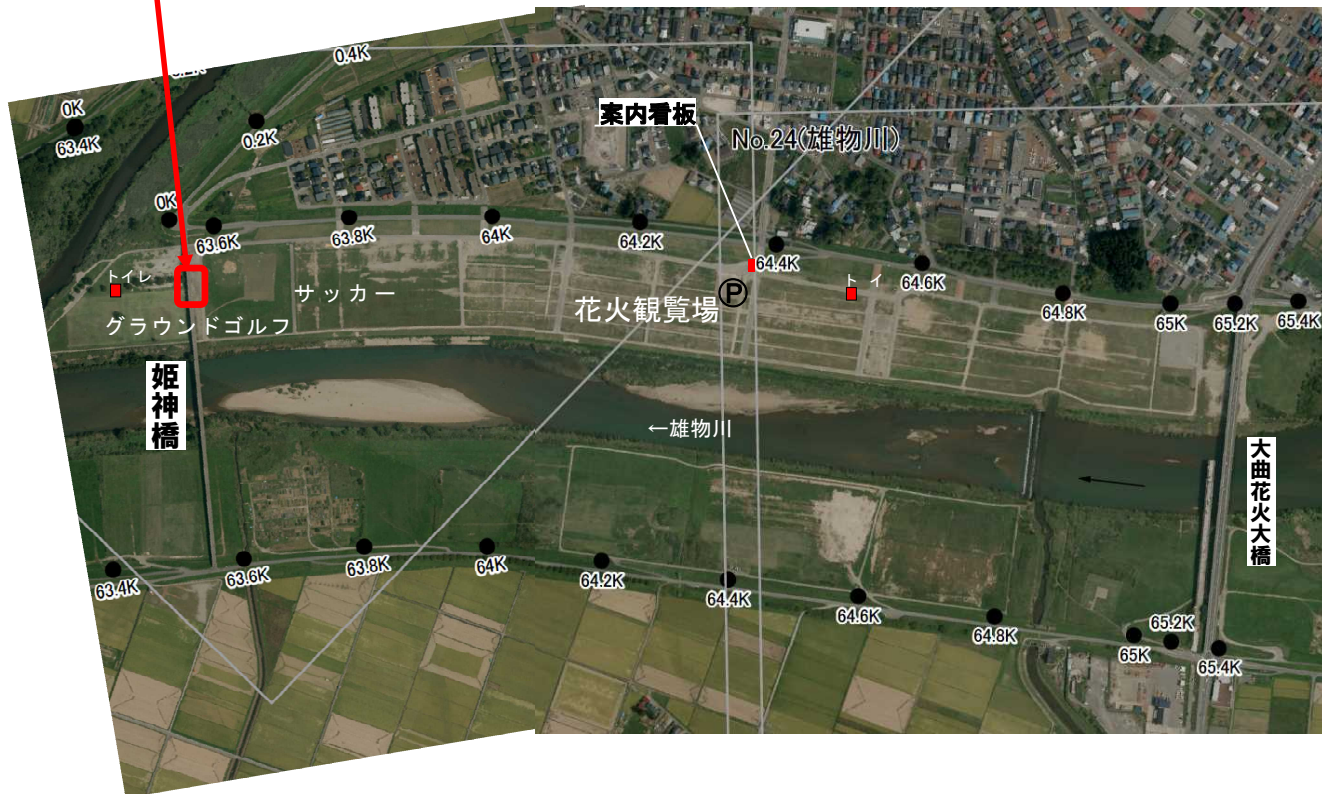 0.4K
0K
63.4K
0.2K
案内看板
No.24(雄物川)
0K
63.6K
63.8K
64K
64.2K
64.4K
64.6K
64.8K
65K
65.2K
65.4K
トイレ
サッカー
花火観覧場
P
トイ
グラウンドゴルフ
姫神橋
←雄物川
大曲花火大橋
63.4K
63.6K
63.8K
64K
64.2K
64.4K
64.6K
64.8K
65K
65.2K
65.4K